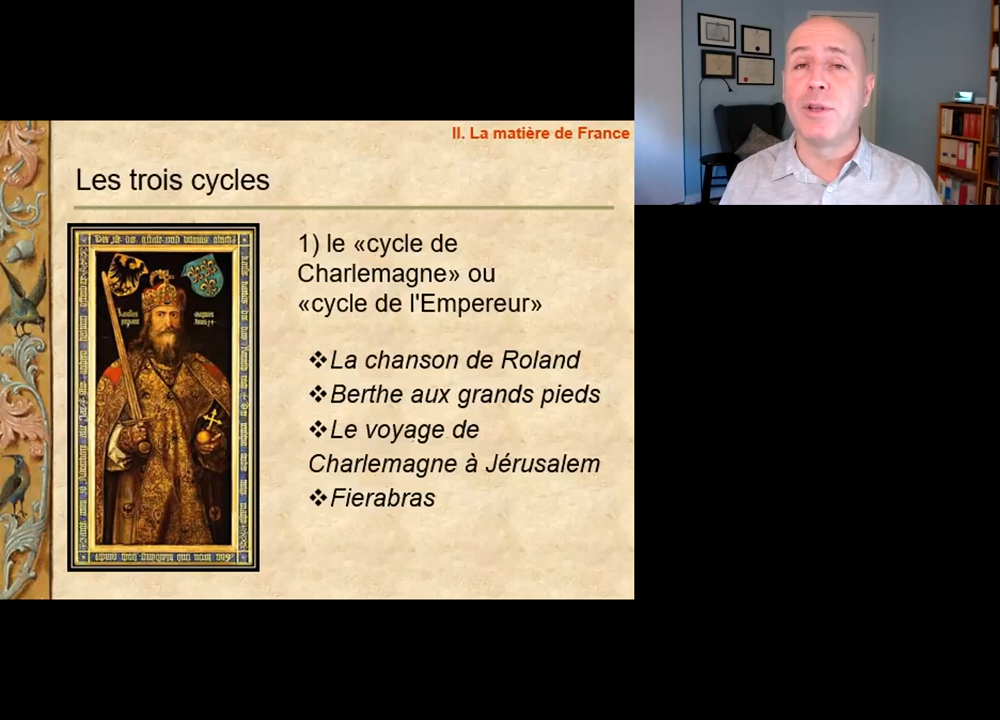 II. La matière de France
Les trois cycles
1) le «cycle de
Charlemagne» ou
«cycle de l'Empereur»
❖La chanson de Roland
❖Berthe aux grands pieds
❖Le voyage de
Charlemagne à Jérusalem
❖Fierabras